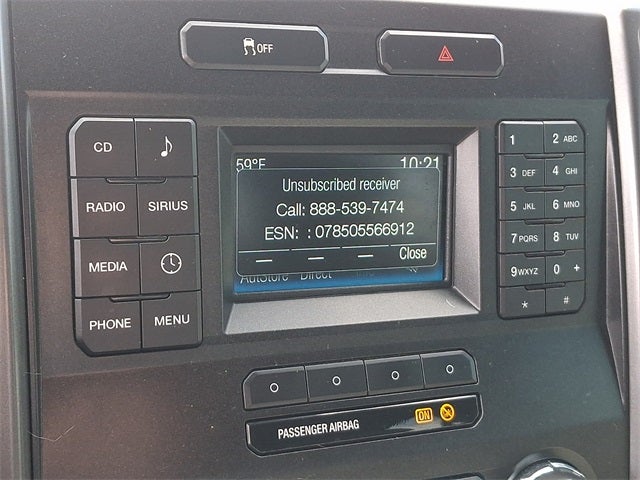 OFF
CD
RADIO SIRIUS
MEDIA
PHONE MENU
59°F 10:21
Unsubscribed receiver
Call: 888-539-7474
ESN: : 078505566912
— — — Close
AutoStore Direct
1 2 ABC
3 DEF 4 GHI
5 JKL 6 MNO
7 PQRS 8 TUV
9 WXYZ 0 +
* #
PASSENGER AIRBAG ON